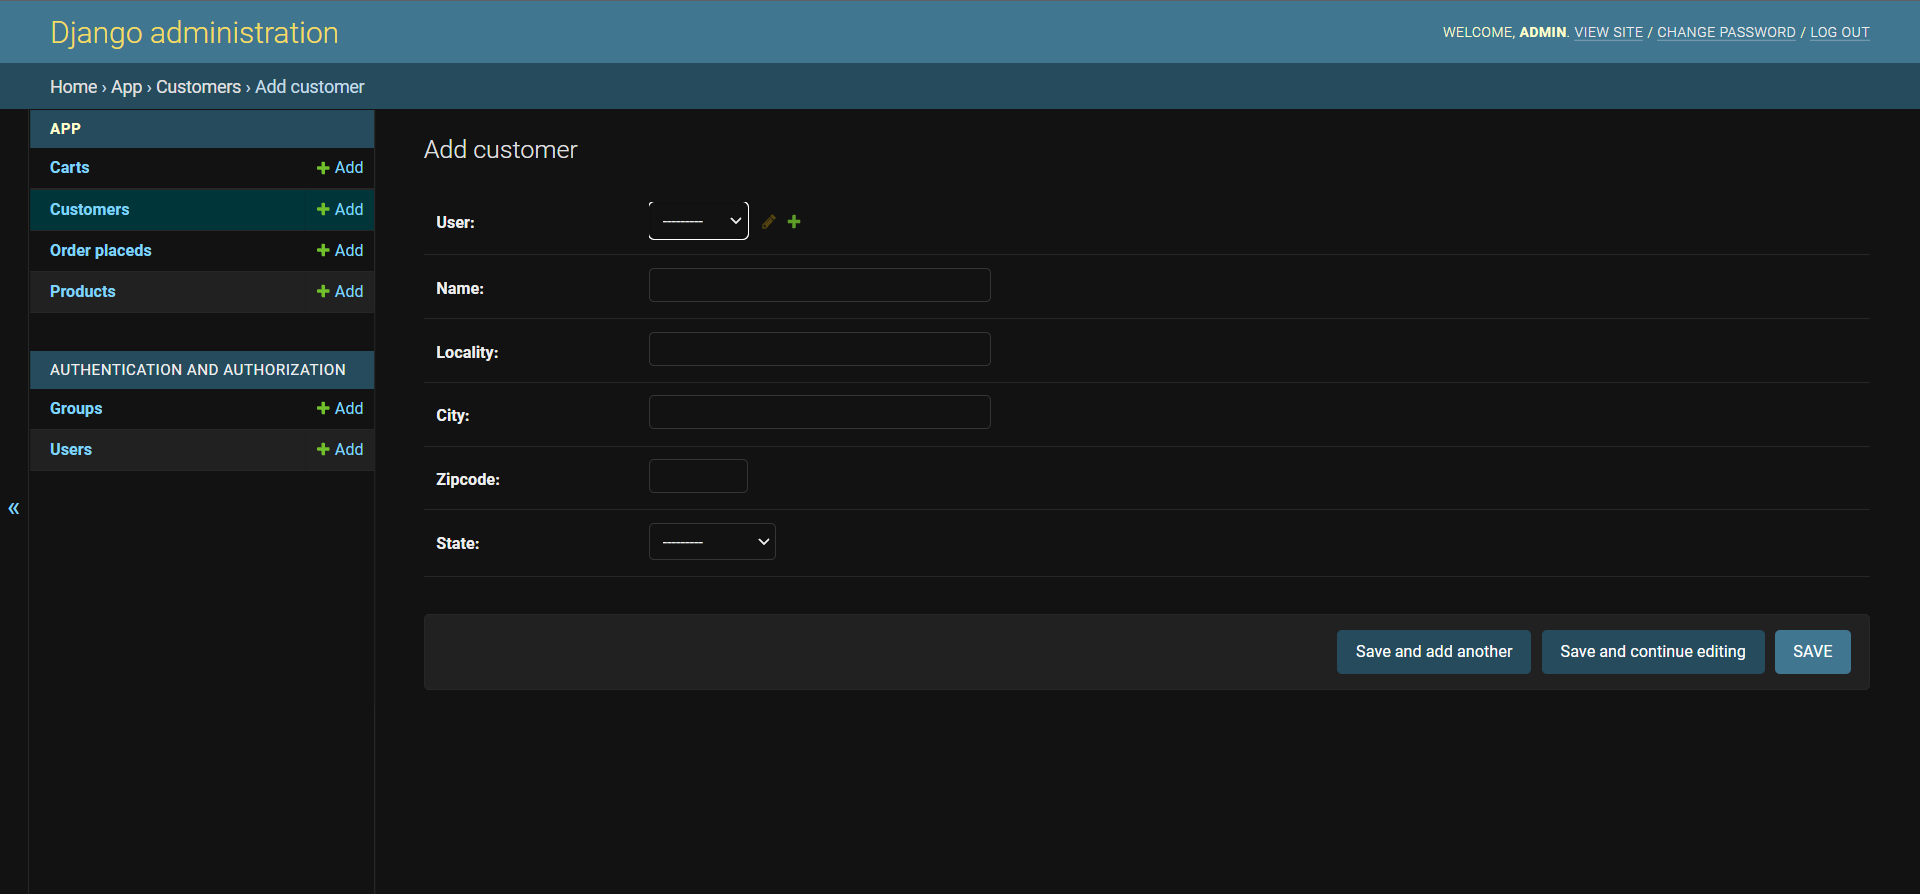 Django administration
WELCOME, ADMIN. VIEW SITE / CHANGE PASSWORD / LOG OUT
Home › App › Customers › Add customer
APP
Carts + Add
Customers + Add
Order placeds + Add
Products + Add
AUTHENTICATION AND AUTHORIZATION
Groups + Add
Users + Add
«
Add customer
User: ---------
Name:
Locality:
City:
Zipcode:
State: ---------
Save and add another
Save and continue editing
SAVE